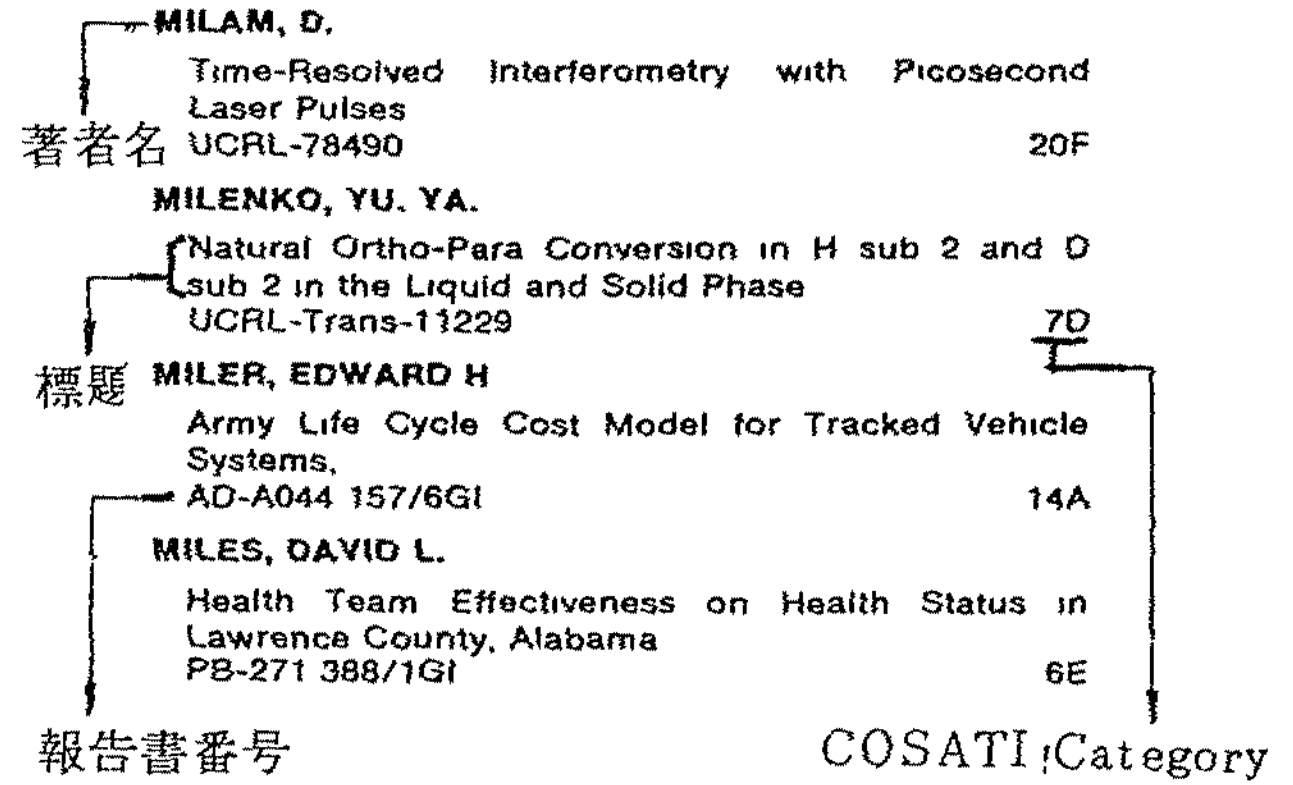 MILAM, D.
Time-Resolved Interferometry with Picosecond
Laser Pulses
著者名 UCRL-78490 20F
MILENKO, YU. YA.
Natural Ortho-Para Conversion in H sub 2 and D
sub 2 in the Liquid and Solid Phase
UCRL-Trans-11229 7D
標題 MILER, EDWARD H
Army Life Cycle Cost Model for Tracked Vehicle
Systems.
AD-A044 157/6GI 14A
MILES, DAVID L.
Health Team Effectiveness on Health Status in
Lawrence County, Alabama
PB-271 388/1GI 6E
報告書番号 COSATI Category